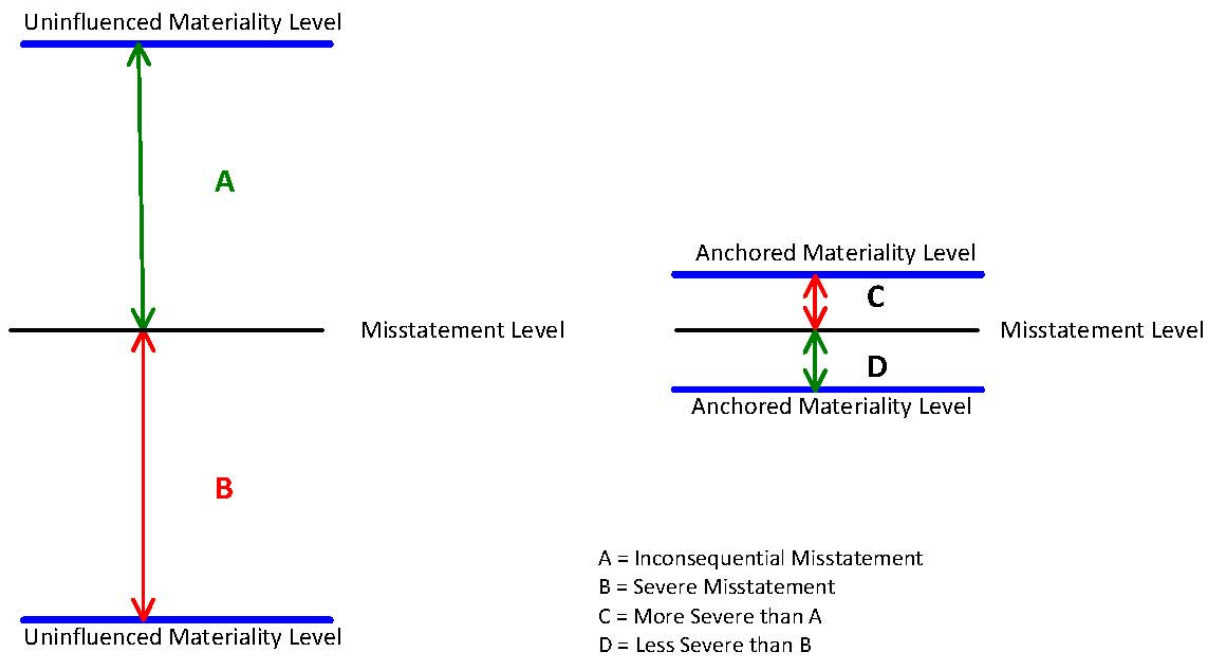 Uninfluenced Materiality Level
A
Misstatement Level
B
Uninfluenced Materiality Level
Anchored Materiality Level
C
Misstatement Level
D
Anchored Materiality Level
A = Inconsequential Misstatement
B = Severe Misstatement
C = More Severe than A
D = Less Severe than B